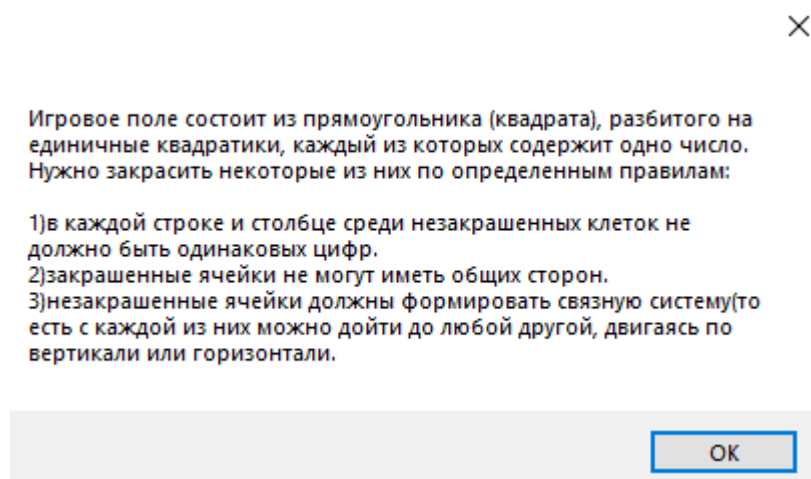 Игровое поле состоит из прямоугольника (квадрата), разбитого на
единичные квадратики, каждый из которых содержит одно число.
Нужно закрасить некоторые из них по определенным правилам:
1)в каждой строке и столбце среди незакрашенных клеток не
должно быть одинаковых цифр.
2)закрашенные ячейки не могут иметь общих сторон.
3)незакрашенные ячейки должны формировать связную систему(то
есть с каждой из них можно дойти до любой другой, двигаясь по
вертикали или горизонтали.
ОК